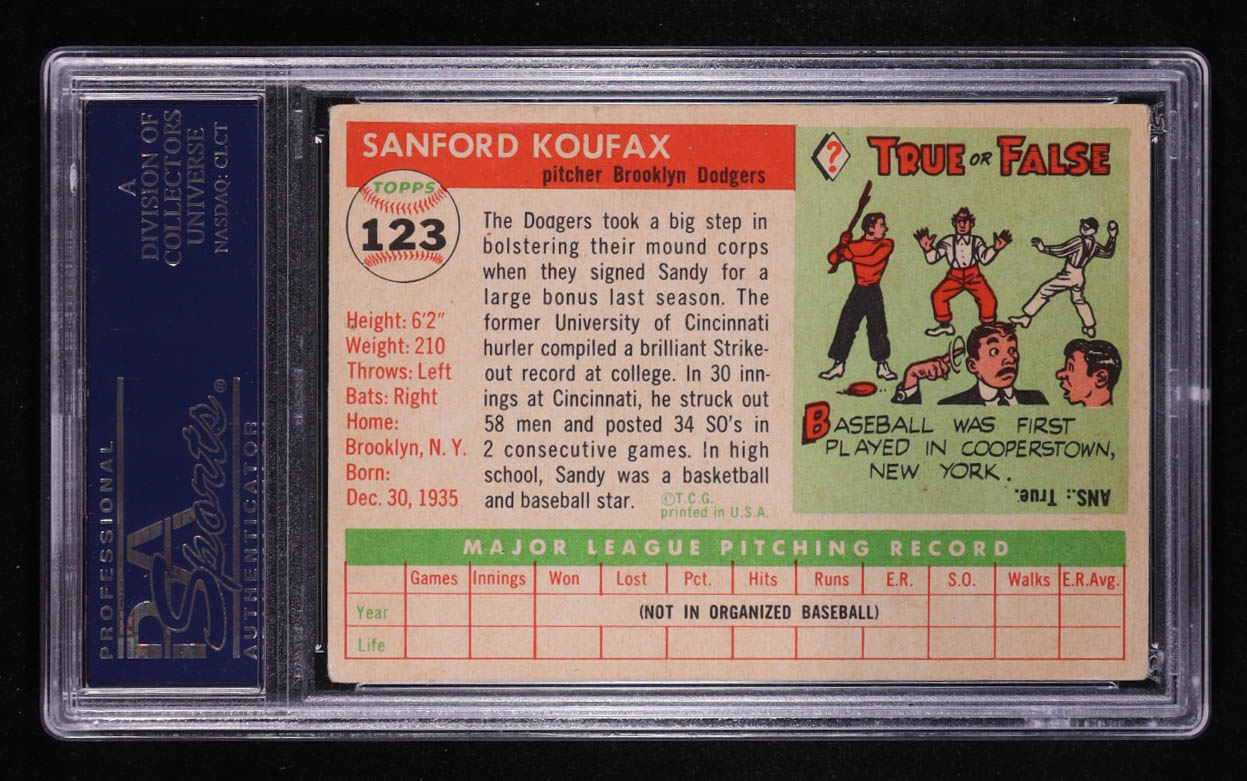 A
DIVISION OF
COLLECTORS
UNIVERSE
NASDAQ: CLCT
PROFESSIONAL
PSA
Sports®
AUTHENTICATOR
SANFORD KOUFAX
pitcher Brooklyn Dodgers
TOPPS
123
Height: 6'2"
Weight: 210
Throws: Left
Bats: Right
Home:
Brooklyn, N. Y.
Born:
Dec. 30, 1935
The Dodgers took a big step in
bolstering their mound corps
when they signed Sandy for a
large bonus last season. The
former University of Cincinnati
hurler compiled a brilliant Strike-
out record at college. In 30 inn-
ings at Cincinnati, he struck out
58 men and posted 34 SO's in
2 consecutive games. In high
school, Sandy was a basketball
and baseball star.
©T.C.G.
printed in U.S.A.
?
TRUE OR FALSE
BASEBALL WAS FIRST
PLAYED IN COOPERSTOWN,
NEW YORK.
ANS.: True.
MAJOR LEAGUE PITCHING RECORD
Games Innings Won Lost Pct. Hits Runs E.R. S.O. Walks E.R.Avg.
Year (NOT IN ORGANIZED BASEBALL)
Life